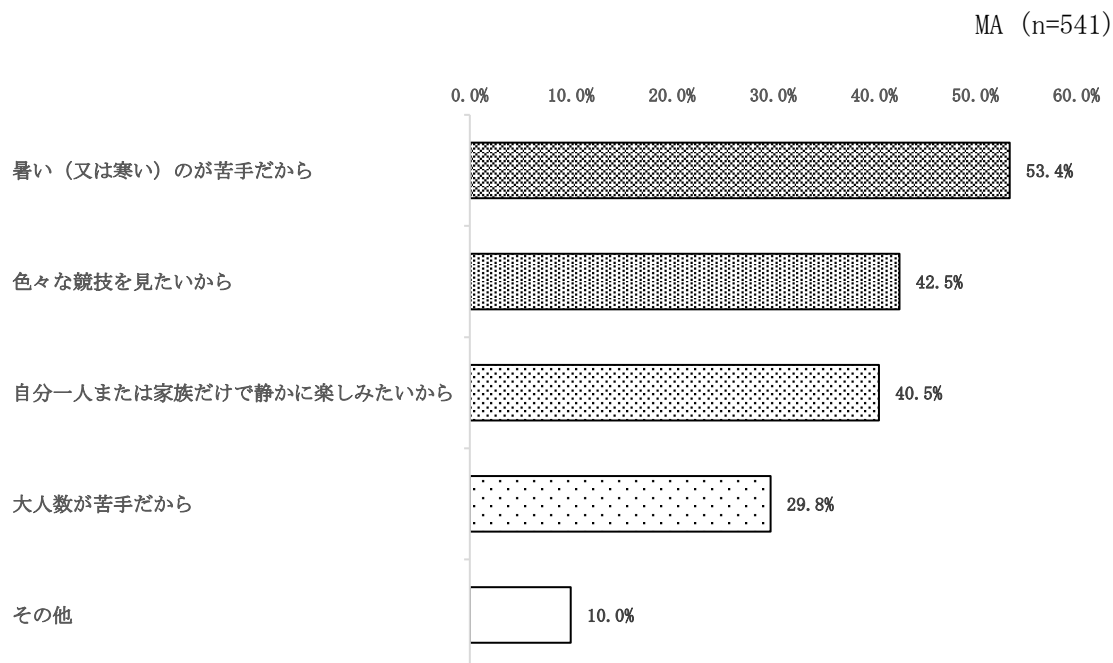 MA (n=541)
0.0% 10.0% 20.0% 30.0% 40.0% 50.0% 60.0%
暑い（又は寒い）のが苦手だから 53.4%
色々な競技を見たいから 42.5%
自分一人または家族だけで静かに楽しみたいから 40.5%
大人数が苦手だから 29.8%
その他 10.0%